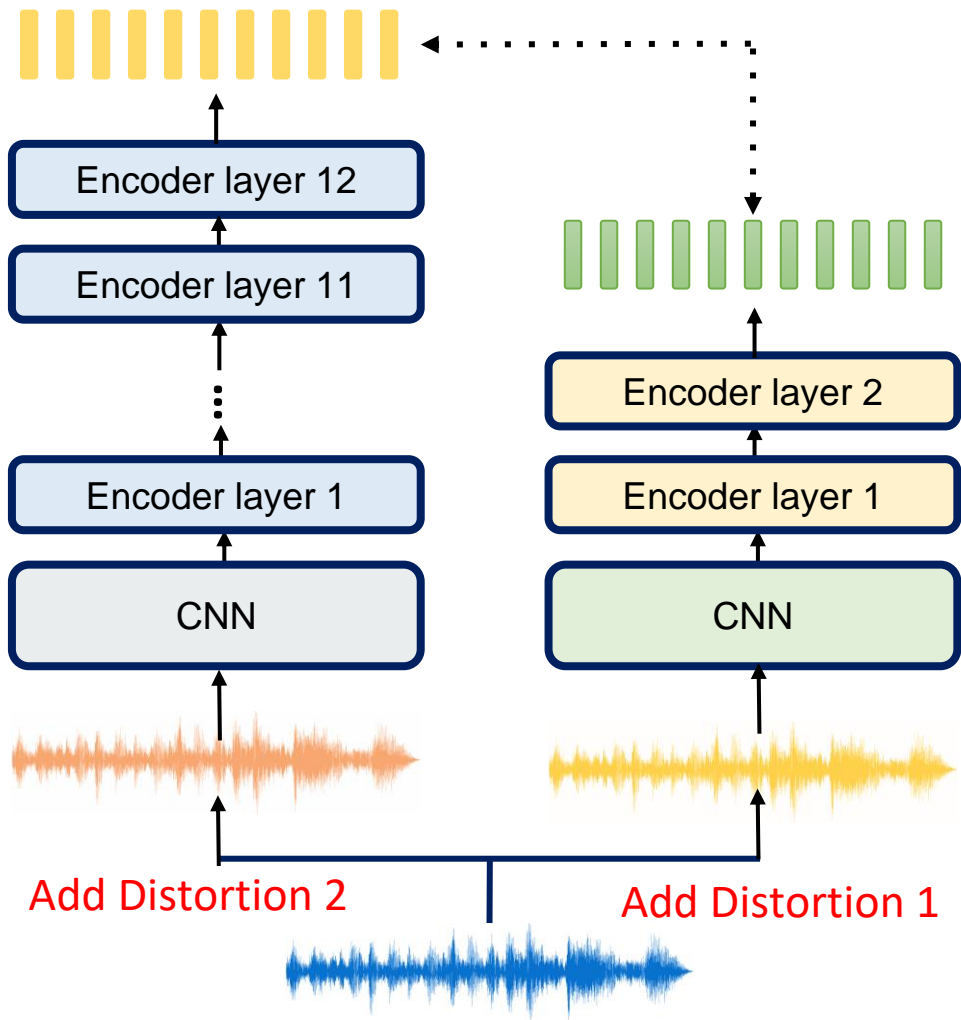 Encoder layer 12
Encoder layer 11
Encoder layer 1
CNN
Add Distortion 2
Encoder layer 2
Encoder layer 1
CNN
Add Distortion 1